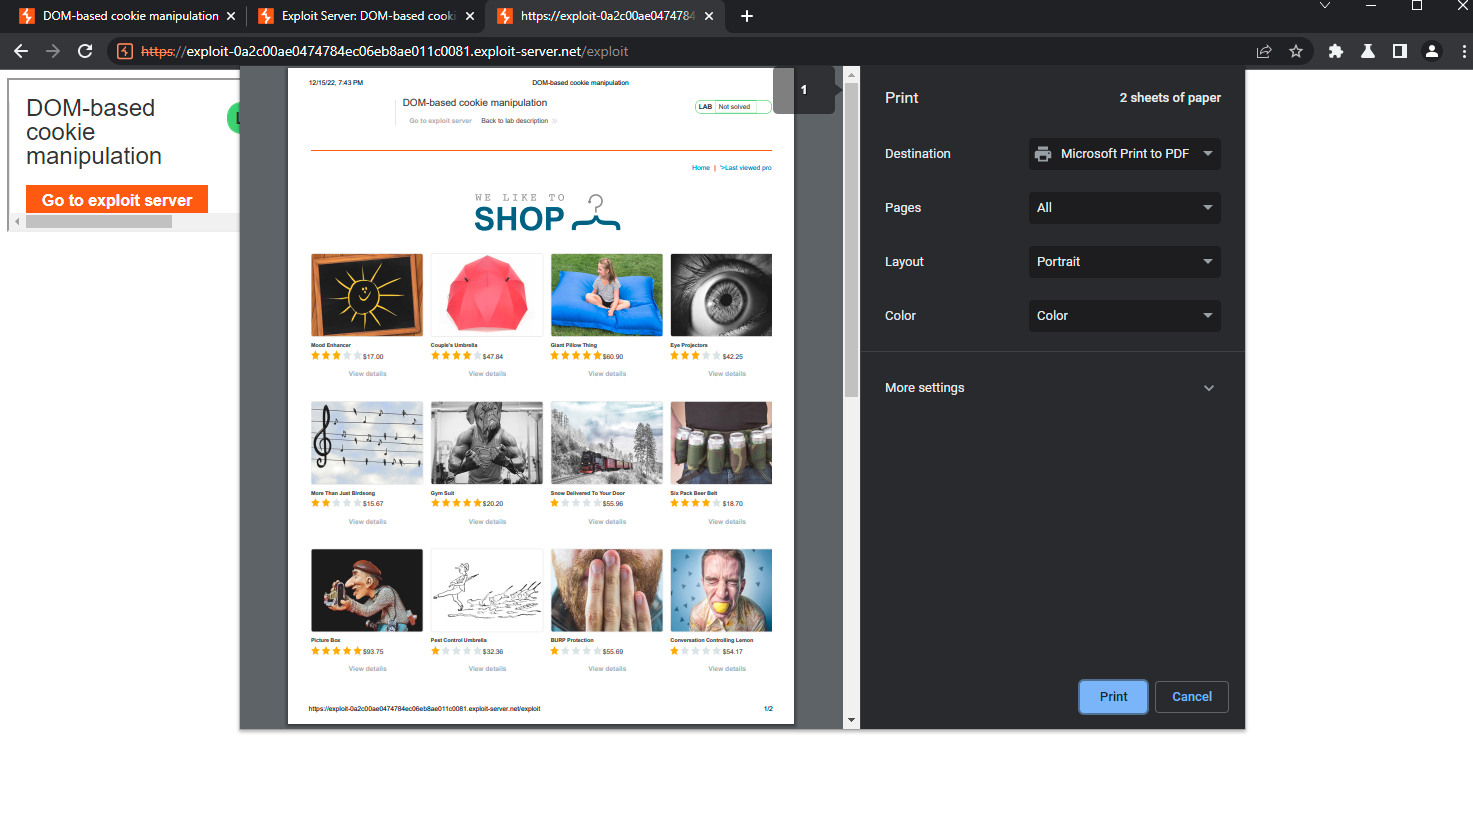 DOM-based cookie manipulation
Exploit Server: DOM-based cooki
https://exploit-0a2c00ae0474784
https://exploit-0a2c00ae0474784ec06eb8ae011c0081.exploit-server.net/exploit
DOM-based
cookie
manipulation
Go to exploit server
12/15/22, 7:43 PM DOM-based cookie manipulation
DOM-based cookie manipulation
LAB Not solved
Go to exploit server Back to lab description
Home | '>Last viewed pro
WE LIKE TO
SHOP
Mood Enhancer Couple's Umbrella Giant Pillow Thing Eye Projectors
$17.00 $47.84 $60.90 $42.25
View details View details View details View details
More Than Just Birdsong Gym Suit Snow Delivered To Your Door Six Pack Beer Belt
$15.67 $20.20 $55.96 $18.70
View details View details View details View details
Picture Box Pest Control Umbrella BURP Protection Conversation Controlling Lemon
$93.75 $32.36 $55.69 $54.17
View details View details View details View details
https://exploit-0a2c00ae0474784ec06eb8ae011c0081.exploit-server.net/exploit 1/2
1
Print 2 sheets of paper
Destination Microsoft Print to PDF
Pages All
Layout Portrait
Color Color
More settings
Print Cancel